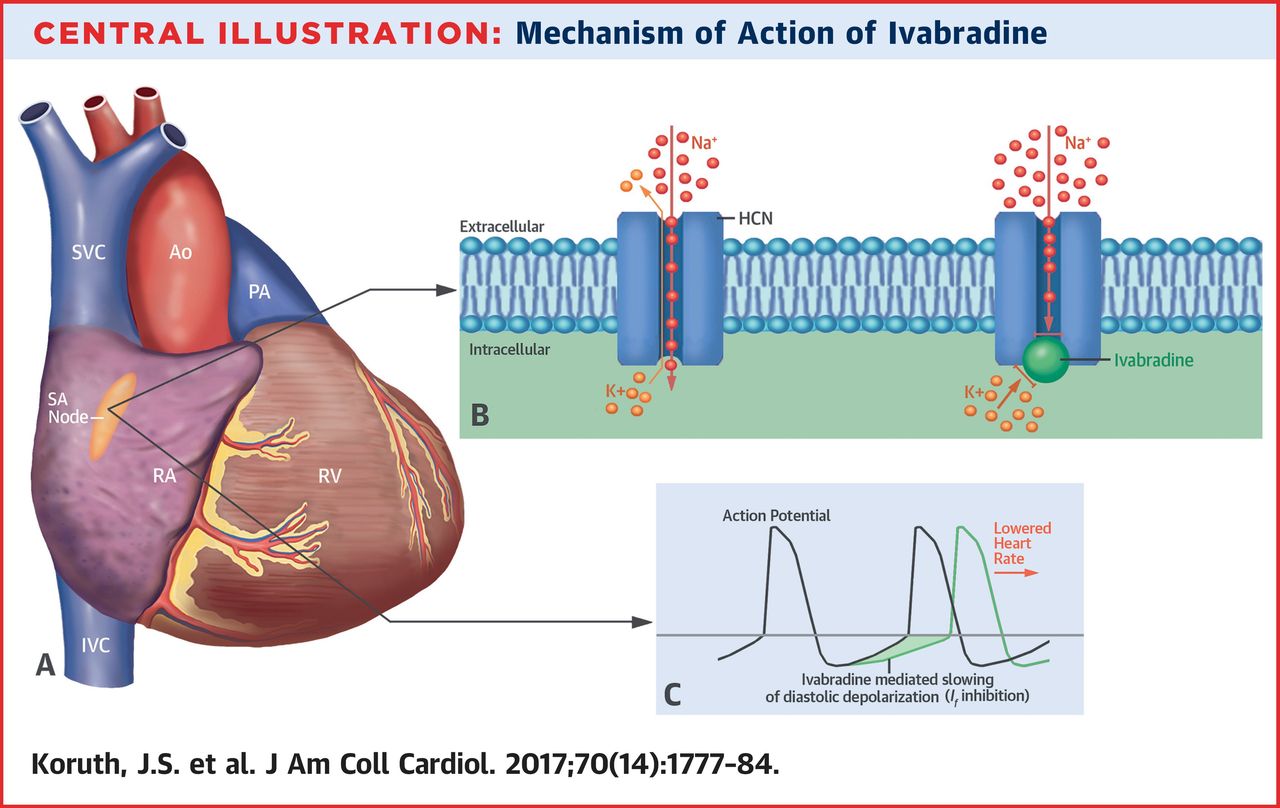 CENTRAL ILLUSTRATION: Mechanism of Action of Ivabradine
SVC
Ao
PA
SA
Node
RA
RV
IVC
A
Na⁺
Na⁺
HCN
Extracellular
Intracellular
Ivabradine
K+
K+
B
Action Potential
Lowered
Heart
Rate
Ivabradine mediated slowing
of diastolic depolarization (If inhibition)
C
Koruth, J.S. et al. J Am Coll Cardiol. 2017;70(14):1777–84.